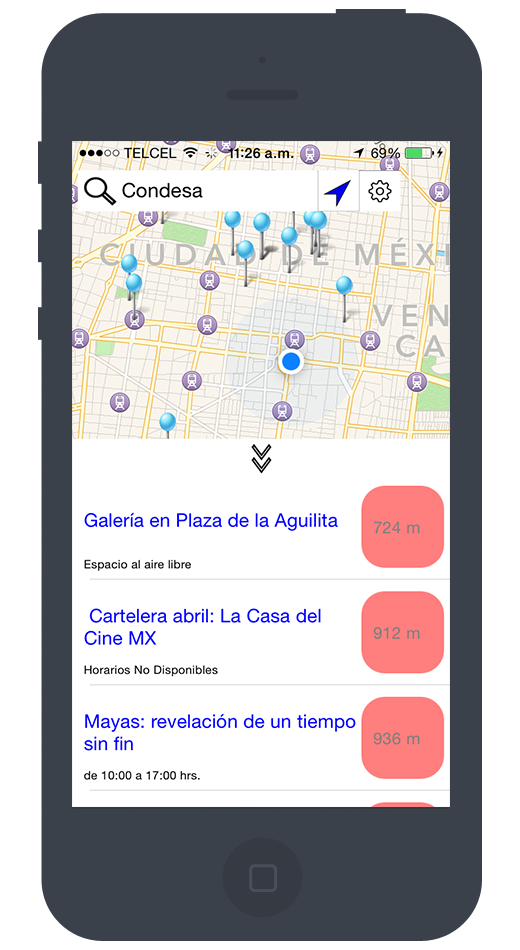 TELCEL 11:26 a.m. 69%
Condesa
CIUDAD DE MÉXI
VEN
CA
Galería en Plaza de la Aguilita
724 m
Espacio al aire libre
Cartelera abril: La Casa del
Cine MX
912 m
Horarios No Disponibles
Mayas: revelación de un tiempo
sin fin
936 m
de 10:00 a 17:00 hrs.